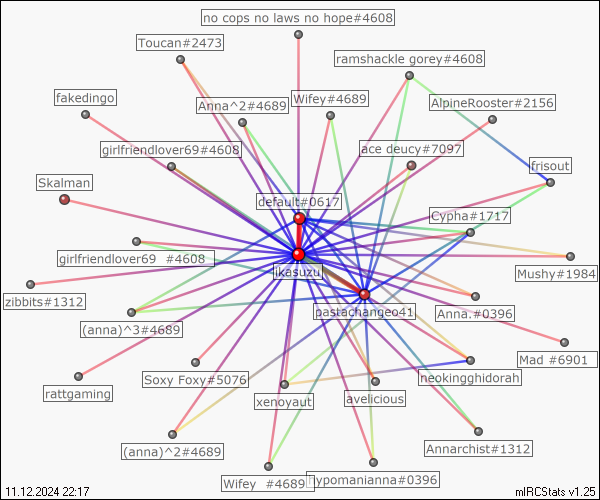 no cops no laws no hope#4608
Toucan#2473
ramshackle gorey#4608
fakedingo
Anna^2#4689
Wifey#4689
AlpineRooster#2156
girlfriendlover69#4608
ace deucy#7097
frisout
Skalman
default#0617
Cypha#1717
girlfriendlover69 #4608
ikasuzu
Mushy#1984
zibbits#1312
(anna)^3#4689
pastachangeo41
Anna.#0396
Mad #6901
rattgaming
Soxy Foxy#5076
xenoyaut
avelicious
neokingghidorah
(anna)^2#4689
Annarchist#1312
Wifey #4689
hypomanianna#0396
11.12.2024 22:17
mIRCStats v1.25